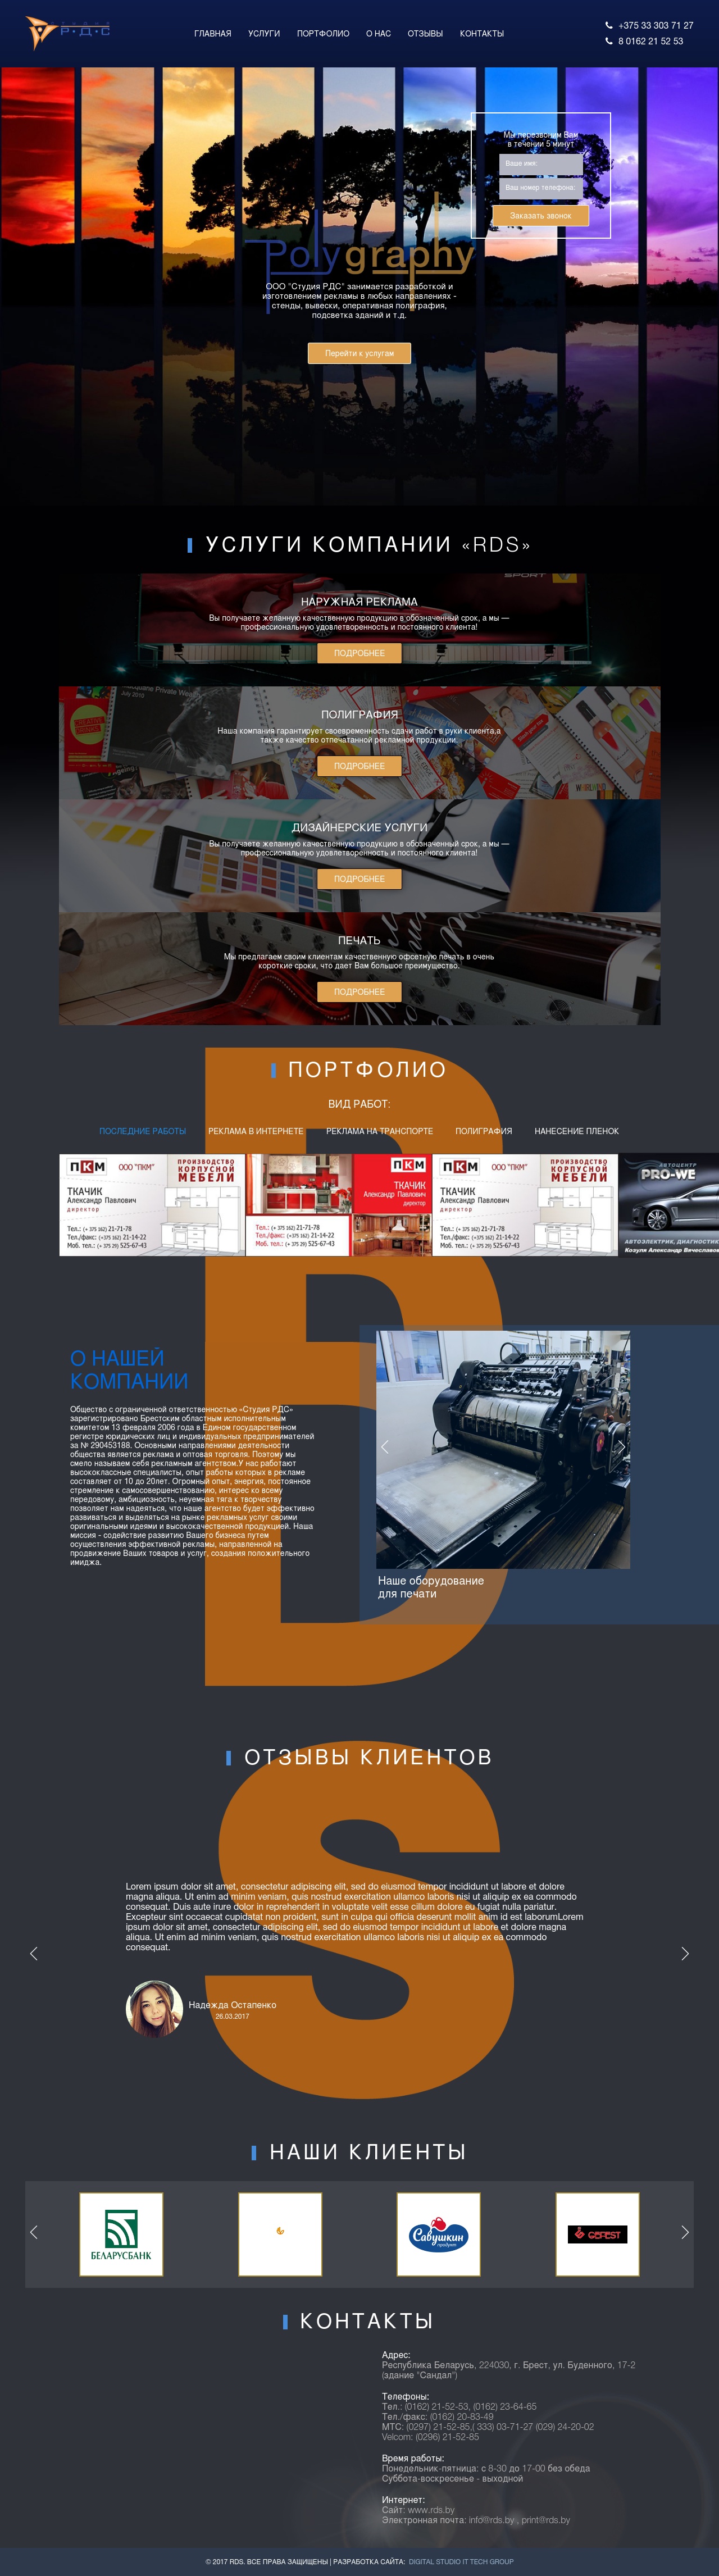 Р·Д·С
ГЛАВНАЯ УСЛУГИ ПОРТФОЛИО О НАС ОТЗЫВЫ КОНТАКТЫ
+375 33 303 71 27
8 0162 21 52 53
Мы перезвоним Вам
в течении 5 минут
Ваше имя:
Ваш номер телефона:
Заказать звонок
Polygraphy
ООО "Студия РДС" занимается разработкой и
изготовлением рекламы в любых направлениях -
стенды, вывески, оперативная полиграфия,
подсветка зданий и т.д.
Перейти к услугам
УСЛУГИ КОМПАНИИ «RDS»
SPORT
НАРУЖНАЯ РЕКЛАМА
Вы получаете желанную качественную продукцию в обозначенный срок, а мы —
профессиональную удовлетворенность и постоянного клиента!
ПОДРОБНЕЕ
July 2010
ПОЛИГРАФИЯ
Наша компания гарантирует своевременность сдачи работ в руки клиента,а
также качество отпечатанной рекламной продукции.
ПОДРОБНЕЕ
ДИЗАЙНЕРСКИЕ УСЛУГИ
Вы получаете желанную качественную продукцию в обозначенный срок, а мы —
профессиональную удовлетворенность и постоянного клиента!
ПОДРОБНЕЕ
ПЕЧАТЬ
Мы предлагаем своим клиентам качественную офсетную печать в очень
короткие сроки, что дает Вам большое преимущество.
ПОДРОБНЕЕ
R
ПОРТФОЛИО
ВИД РАБОТ:
ПОСЛЕДНИЕ РАБОТЫ РЕКЛАМА В ИНТЕРНЕТЕ РЕКЛАМА НА ТРАНСПОРТЕ ПОЛИГРАФИЯ НАНЕСЕНИЕ ПЛЕНОК
ПКМ ООО "ПКМ" ПРОИЗВОДСТВО
КОРПУСНОЙ
МЕБЕЛИ
ТКАЧИК
Александр Павлович
директор
Тел.: (+ 375 162) 21-71-78
Тел./факс: (+375 162) 21-14-22
Моб. тел.: (+ 375 29) 525-67-43
ПКМ
ТКАЧИК
Александр Павлович
директор
Тел.: (+ 375 162) 21-71-78
Тел./факс: (+375 162) 21-14-22
Моб. тел.: (+ 375 29) 525-67-43
ПКМ ООО "ПКМ" ПРОИЗВОДСТВО
КОРПУСНОЙ
МЕБЕЛИ
ТКАЧИК
Александр Павлович
директор
Тел.: (+ 375 162) 21-71-78
Тел./факс: (+375 162) 21-14-22
Моб. тел.: (+ 375 29) 525-67-43
АВТОЦЕНТР
PRO-WE
АВТОЭЛЕКТРИК, ДИАГНОСТИК
Козуля Александр Вячеславов
D
О НАШЕЙ
КОМПАНИИ
Общество с ограниченной ответственностью «Студия РДС»
зарегистрировано Брестским областным исполнительным
комитетом 13 февраля 2006 года в Едином государственном
регистре юридических лиц и индивидуальных предпринимателей
за № 290453188. Основными направлениями деятельности
общества является реклама и оптовая торговля. Поэтому мы
смело называем себя рекламным агентством.У нас работают
высококлассные специалисты, опыт работы которых в рекламе
составляет от 10 до 20лет. Огромный опыт, энергия, постоянное
стремление к самосовершенствованию, интерес ко всему
передовому, амбициозность, неуемная тяга к творчеству
позволяет нам надеяться, что наше агентство будет эффективно
развиваться и выделяться на рынке рекламных услуг своими
оригинальными идеями и высококачественной продукцией. Наша
миссия - содействие развитию Вашего бизнеса путем
осуществления эффективной рекламы, направленной на
продвижение Ваших товаров и услуг, создания положительного
имиджа.
Наше оборудование
для печати
S
ОТЗЫВЫ КЛИЕНТОВ
Lorem ipsum dolor sit amet, consectetur adipiscing elit, sed do eiusmod tempor incididunt ut labore et dolore
magna aliqua. Ut enim ad minim veniam, quis nostrud exercitation ullamco laboris nisi ut aliquip ex ea commodo
consequat. Duis aute irure dolor in reprehenderit in voluptate velit esse cillum dolore eu fugiat nulla pariatur.
Excepteur sint occaecat cupidatat non proident, sunt in culpa qui officia deserunt mollit anim id est laborumLorem
ipsum dolor sit amet, consectetur adipiscing elit, sed do eiusmod tempor incididunt ut labore et dolore magna
aliqua. Ut enim ad minim veniam, quis nostrud exercitation ullamco laboris nisi ut aliquip ex ea commodo
consequat.
Надежда Остапенко
26.03.2017
НАШИ КЛИЕНТЫ
БЕЛАРУСБАНК
Савушкин
продукт
GEFEST
КОНТАКТЫ
Адрес:
Республика Беларусь, 224030, г. Брест, ул. Буденного, 17-2
(здание "Сандал")
Телефоны:
Тел.: (0162) 21-52-53, (0162) 23-64-65
Тел./факс: (0162) 20-83-49
МТС: (0297) 21-52-85,( 333) 03-71-27 (029) 24-20-02
Velcom: (0296) 21-52-85
Время работы:
Понедельник-пятница: с 8-30 до 17-00 без обеда
Суббота-воскресенье - выходной
Интернет:
Сайт: www.rds.by
Электронная почта: info@rds.by , print@rds.by
© 2017 RDS. ВСЕ ПРАВА ЗАЩИЩЕНЫ | РАЗРАБОТКА САЙТА: DIGITAL STUDIO IT TECH GROUP